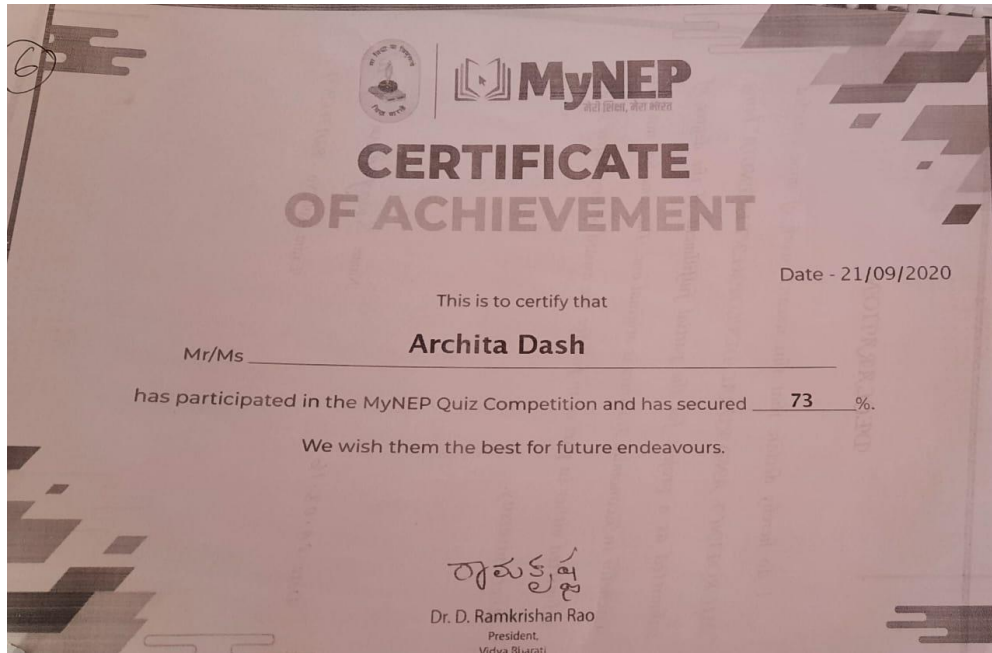 6
MyNEP
मेरी शिक्षा, मेरा भारत
CERTIFICATE
OF ACHIEVEMENT
Date - 21/09/2020
This is to certify that
Mr/Ms Archita Dash
has participated in the MyNEP Quiz Competition and has secured 73 %.
We wish them the best for future endeavours.
రామకృష్ణ
Dr. D. Ramkrishan Rao
President,
Vidya Bharati